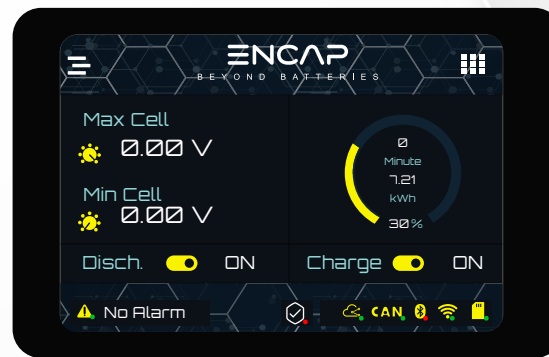 ENCAP
BEYOND BATTERIES
Max Cell
0.00 V
Min Cell
0.00 V
0
Minute
7.21
kWh
30%
Disch. ON
Charge ON
No Alarm
CAN